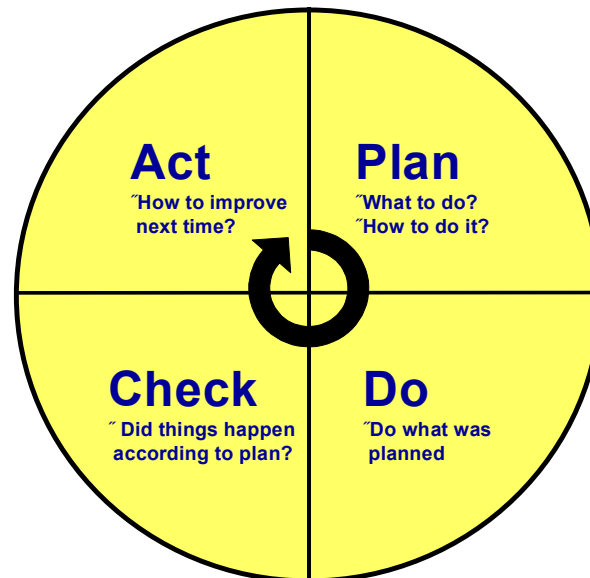 Act
˝How to improve
next time?
Plan
˝What to do?
˝How to do it?
Check
˝ Did things happen
according to plan?
Do
˝Do what was
planned